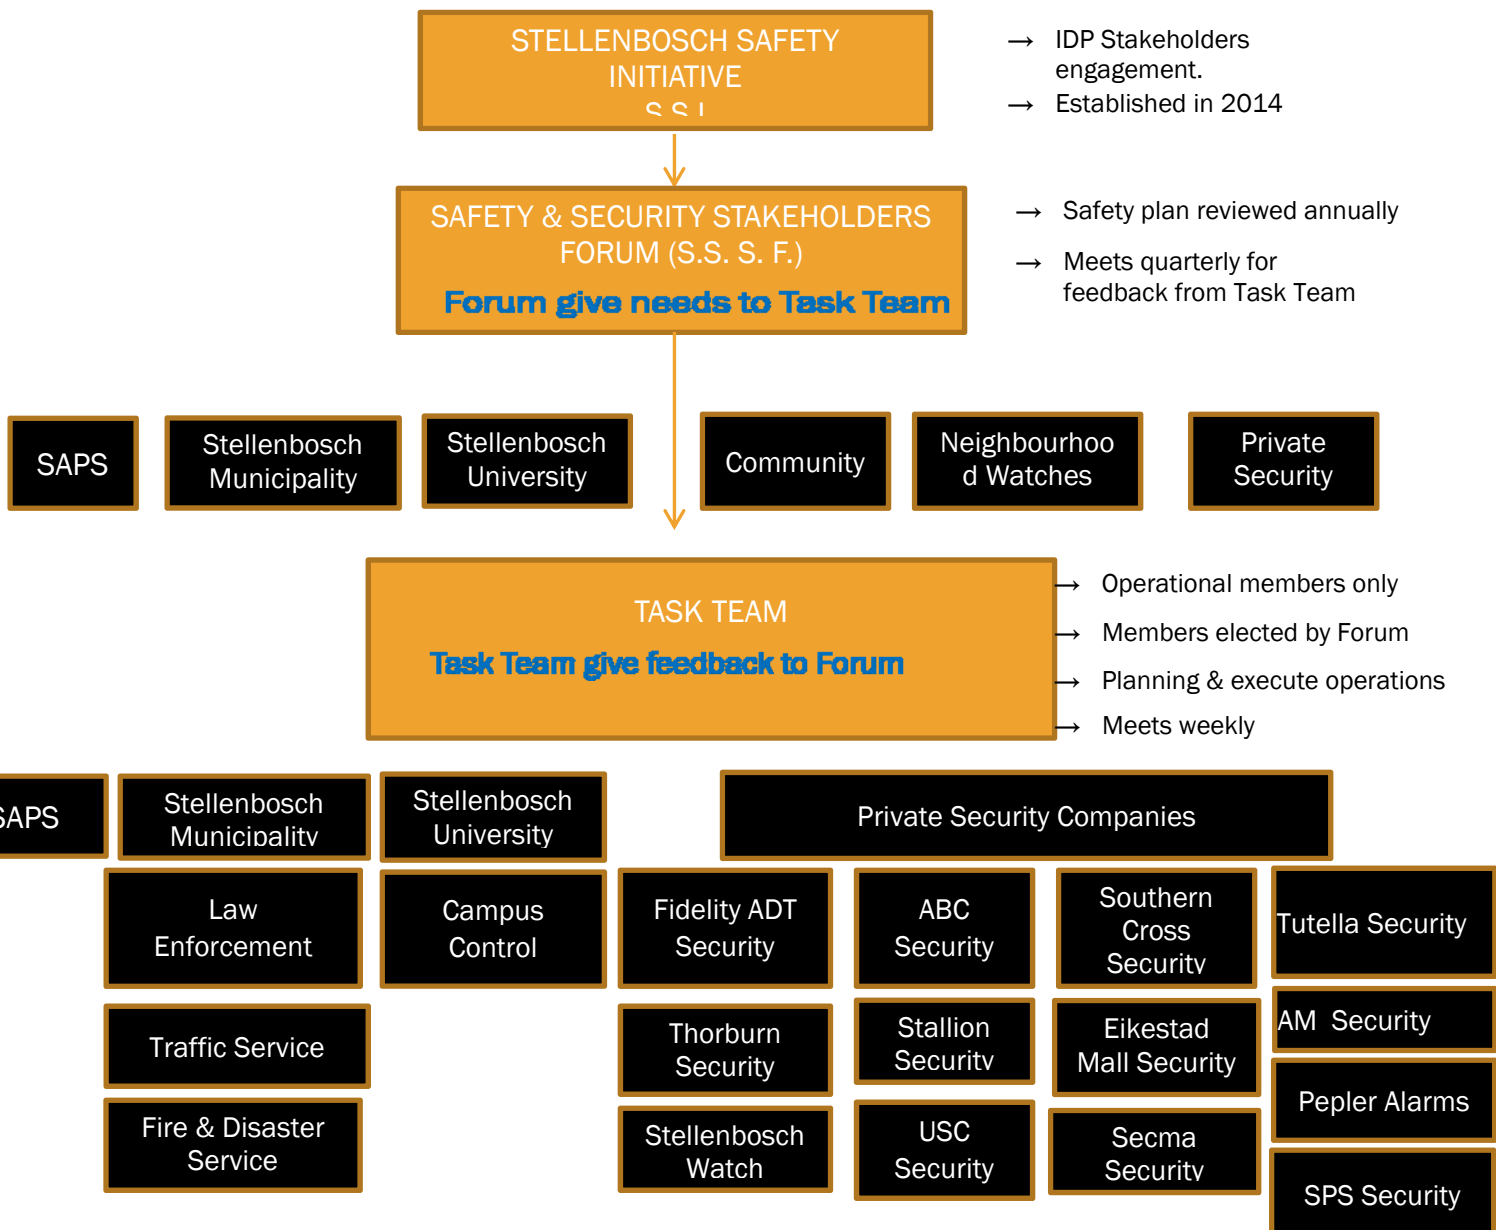 STELLENBOSCH SAFETY
INITIATIVE
S.S.I.
→ IDP Stakeholders
engagement.
→ Established in 2014
SAFETY & SECURITY STAKEHOLDERS
FORUM (S.S. S. F.)
Forum give needs to Task Team
→ Safety plan reviewed annually
→ Meets quarterly for
feedback from Task Team
SAPS
Stellenbosch
Municipality
Stellenbosch
University
Community
Neighbourhoo
d Watches
Private
Security
TASK TEAM
Task Team give feedback to Forum
→ Operational members only
→ Members elected by Forum
→ Planning & execute operations
→ Meets weekly
SAPS
Stellenbosch
Municipality
Stellenbosch
University
Private Security Companies
Law
Enforcement
Campus
Control
Fidelity ADT
Security
ABC
Security
Southern
Cross
Security
Tutella Security
Traffic Service
Thorburn
Security
Stallion
Security
Eikestad
Mall Security
AM Security
Pepler Alarms
Fire & Disaster
Service
Stellenbosch
Watch
USC
Security
Secma
Security
SPS Security